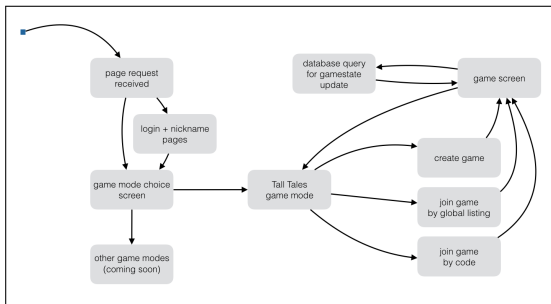 page request
received
login + nickname
pages
game mode choice
screen
other game modes
(coming soon)
Tall Tales
game mode
database query
for gamestate
update
game screen
create game
join game
by global listing
join game
by code